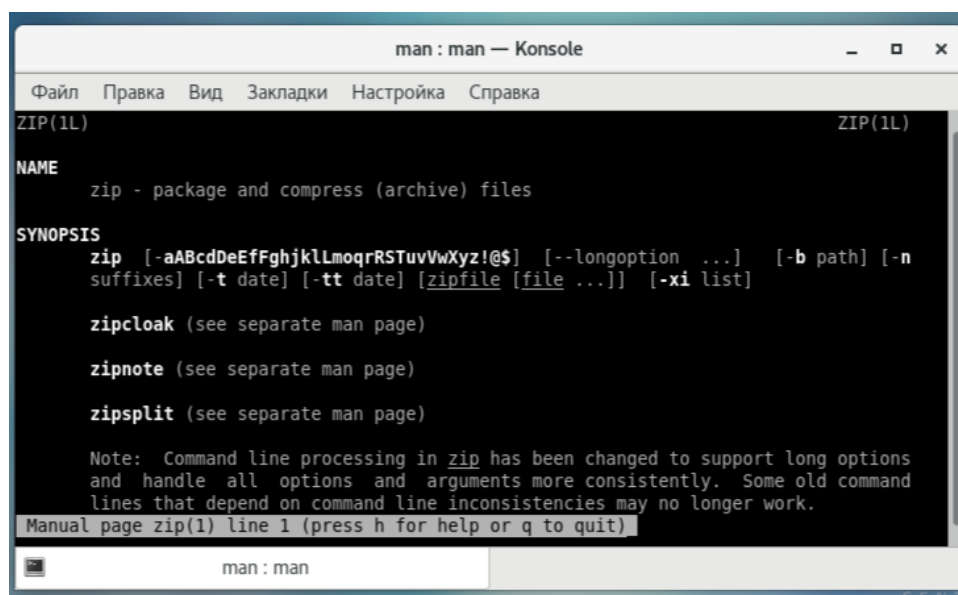 man : man — Konsole
Файл Правка Вид Закладки Настройка Справка
ZIP(1L) ZIP(1L)
NAME
zip - package and compress (archive) files
SYNOPSIS
zip [-aABcdDeEfFghjklLmoqrRSTuvVwXyz!@$] [--longoption ...] [-b path] [-n
suffixes] [-t date] [-tt date] [zipfile [file ...]] [-xi list]
zipcloak (see separate man page)
zipnote (see separate man page)
zipsplit (see separate man page)
Note: Command line processing in zip has been changed to support long options
and handle all options and arguments more consistently. Some old command
lines that depend on command line inconsistencies may no longer work.
Manual page zip(1) line 1 (press h for help or q to quit)
man : man